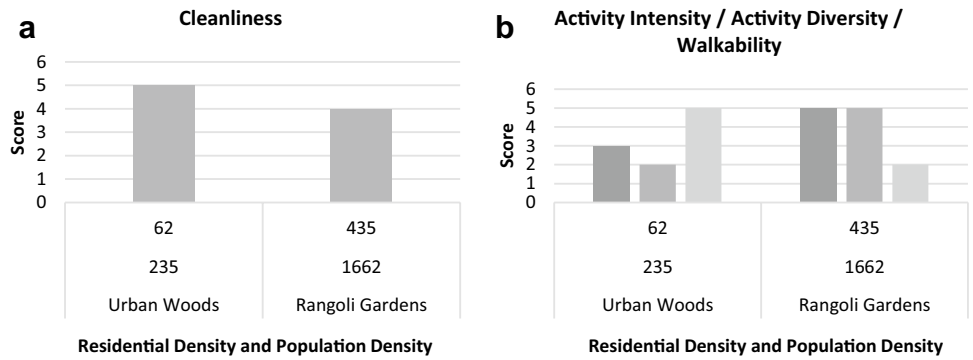 a
Cleanliness
Score
6
5
4
3
2
1
0
62 435
235 1662
Urban Woods Rangoli Gardens
Residential Density and Population Density
b
Activity Intensity / Activity Diversity /
Walkability
Score
6
5
4
3
2
1
0
62 435
235 1662
Urban Woods Rangoli Gardens
Residential Density and Population Density